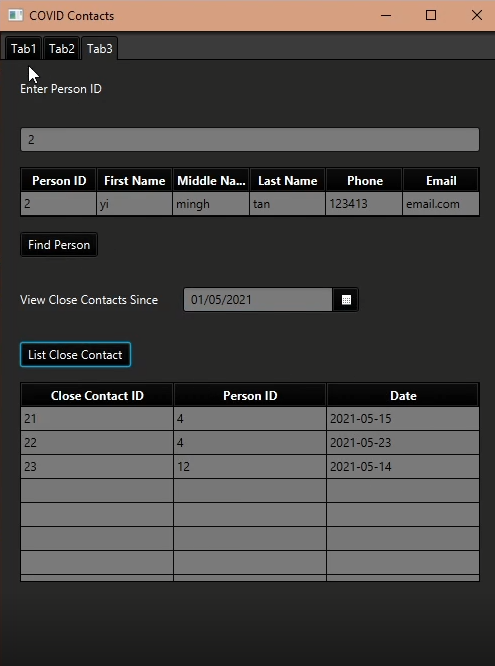 COVID Contacts
Tab1 Tab2 Tab3
Enter Person ID
2
Person ID First Name Middle Na... Last Name Phone Email
2 yi mingh tan 123413 email.com
Find Person
View Close Contacts Since 01/05/2021
List Close Contact
Close Contact ID Person ID Date
21 4 2021-05-15
22 4 2021-05-23
23 12 2021-05-14